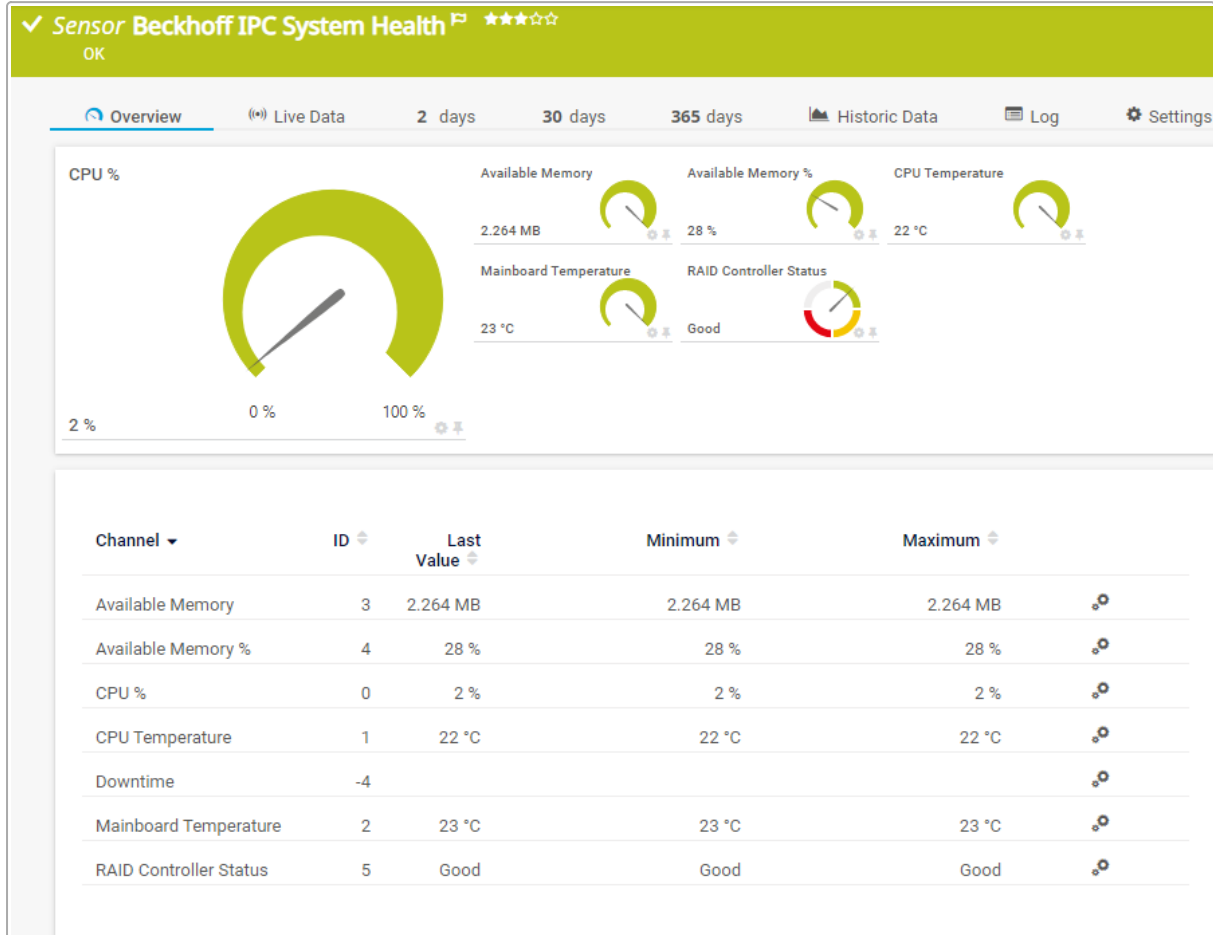 Sensor Beckhoff IPC System Health
OK
Overview Live Data 2 days 30 days 365 days Historic Data Log Settings
CPU %
0 % 100 %
2 %
Available Memory
2.264 MB
Available Memory %
28 %
CPU Temperature
22 °C
Mainboard Temperature
23 °C
RAID Controller Status
Good
Channel ID Last Value Minimum Maximum
Available Memory 3 2.264 MB 2.264 MB 2.264 MB
Available Memory % 4 28 % 28 % 28 %
CPU % 0 2 % 2 % 2 %
CPU Temperature 1 22 °C 22 °C 22 °C
Downtime -4
Mainboard Temperature 2 23 °C 23 °C 23 °C
RAID Controller Status 5 Good Good Good